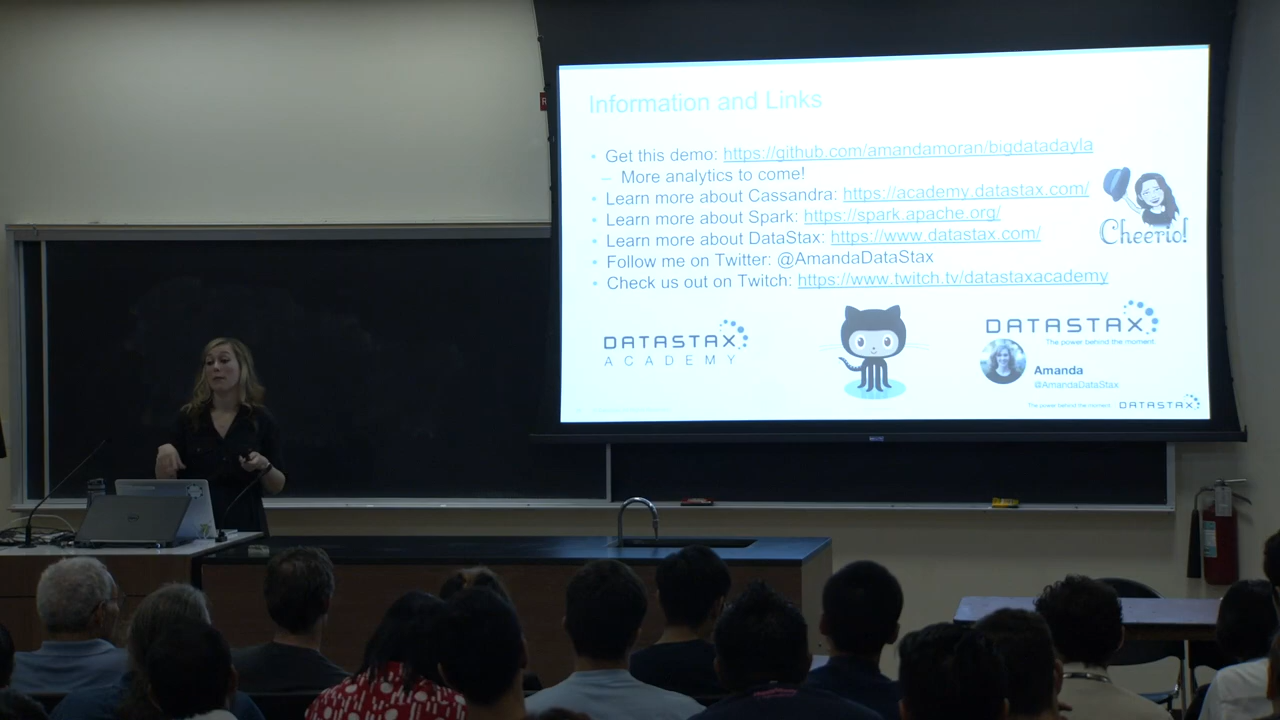 Information and Links
Get this demo: https://github.com/amandamoran/bigdatadayla
– More analytics to come!
Learn more about Cassandra: https://academy.datastax.com/
Learn more about Spark: https://spark.apache.org/
Learn more about DataStax: https://www.datastax.com/
Follow me on Twitter: @AmandaDataStax
Check us out on Twitch: https://www.twitch.tv/datastaxacademy
Cheerio!
DATASTAX
ACADEMY
DATASTAX
The power behind the moment.
Amanda
@AmandaDataStax
The power behind the moment. DATASTAX